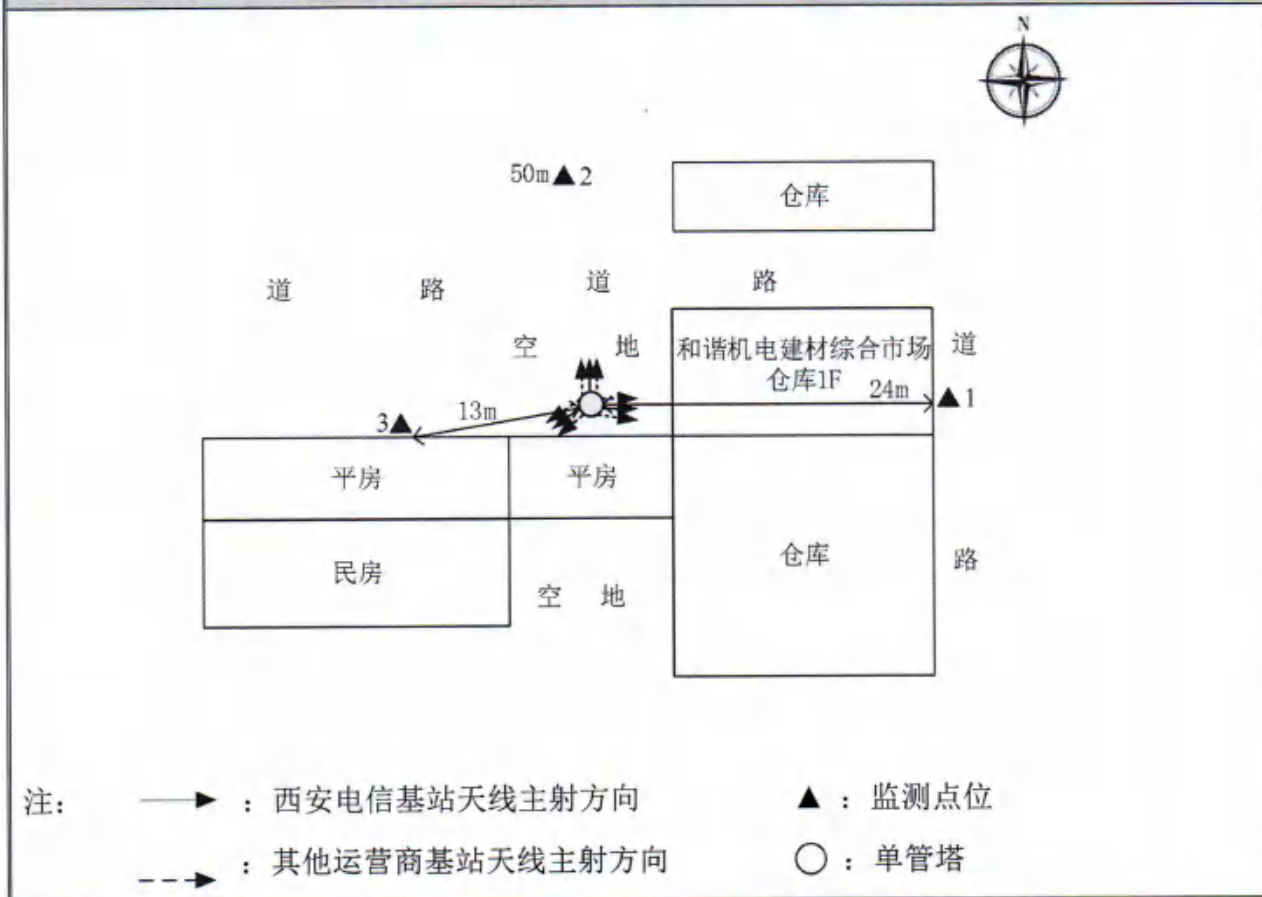 N
50m▲2
仓库
道 路 道 路
空 地
和谐机电建材综合市场
仓库1F
道
24m
▲1
13m
3▲
平房
平房
民房
空 地
仓库
路
注:
：西安电信基站天线主射方向
▲：监测点位
：其他运营商基站天线主射方向
○：单管塔